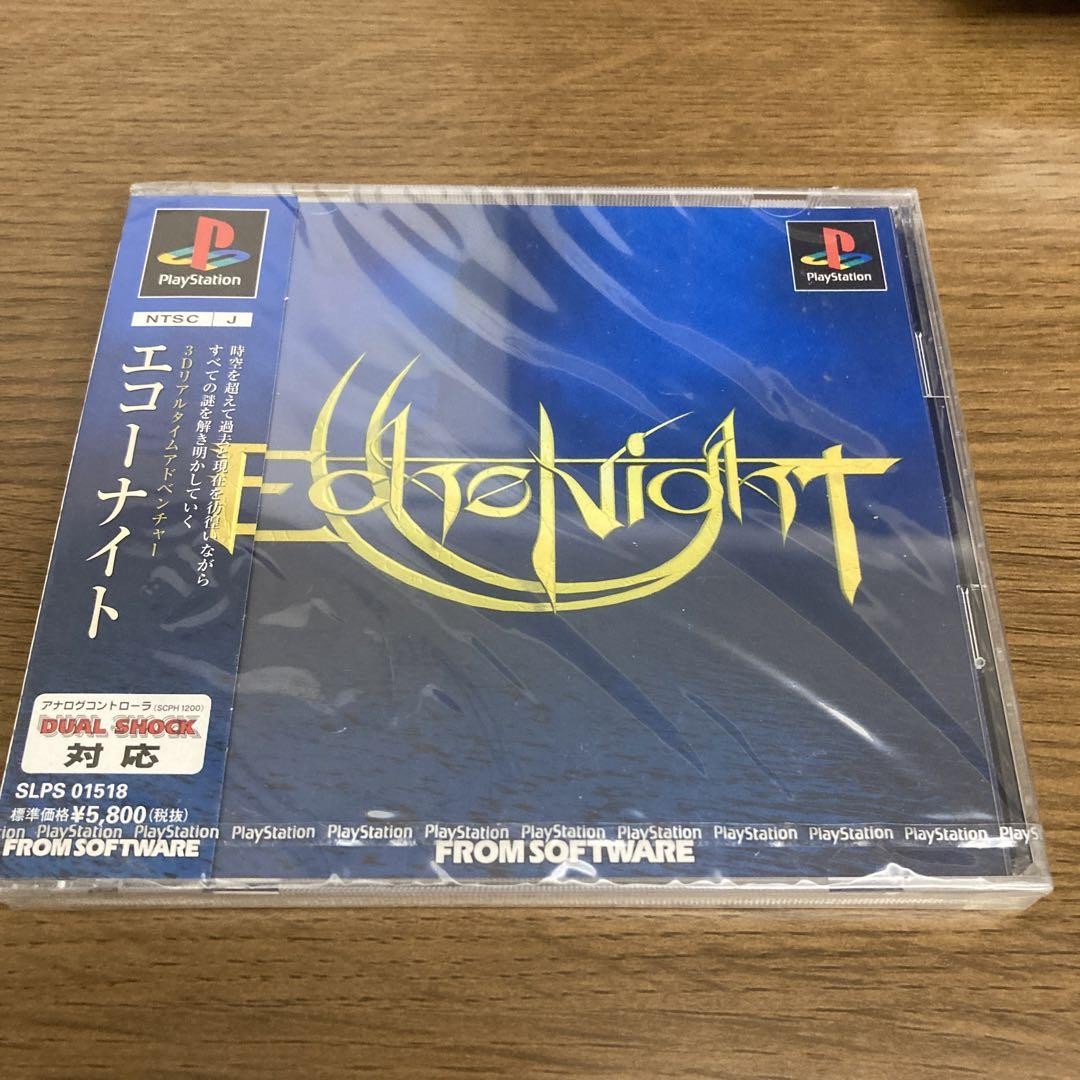 PlayStation
NTSC J
エコーナイト
時空を超えて過去と現在を彷徨いながら
すべての謎を解き明かしていく
3Dリアルタイムアドベンチャー
アナログコントローラ(SCPH 1200)
DUAL SHOCK
対応
SLPS 01518
標準価格¥5,800(税抜)
FROM SOFTWARE
PlayStation
Echo Night
tion PlayStation PlayStation PlayStation PlayStation PlayStation PlayStation PlayStation PlayStation PlayStation PlayStation PlayS
FROM SOFTWARE